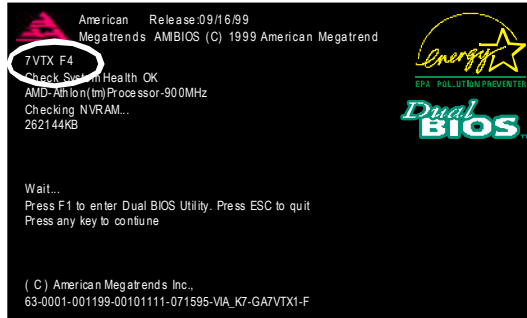 American Release:09/16/99
Megatrends AMIBIOS (C) 1999 American Megatrend
7VTX F4
Check System Health OK
AMD-Athlon(tm)Processor-900MHz
Checking NVRAM...
262144KB
energy
EPA POLLUTION PREVENTER
Dual
BIOS
TM
Wait...
Press F1 to enter Dual BIOS Utility. Press ESC to quit
Press any key to contiune
( C ) American Megatrends Inc.,
63-0001-001199-00101111-071595-VIA_K7-GA7VTX1-F